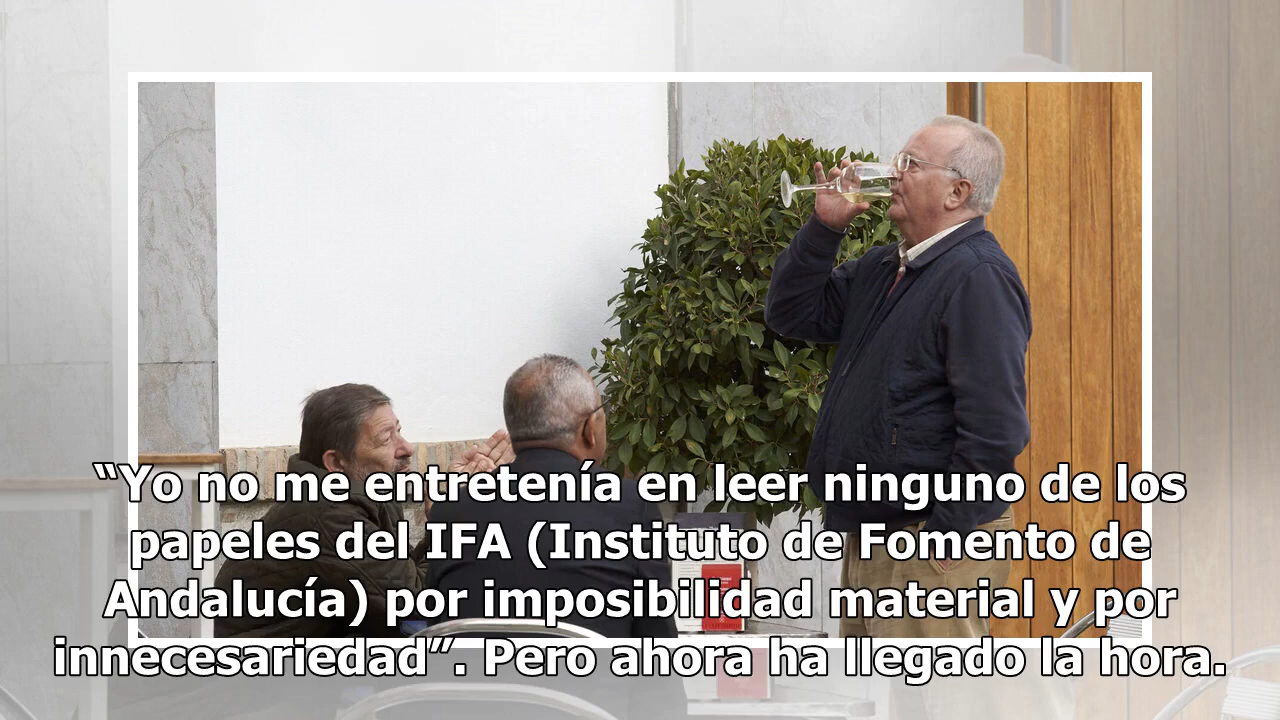 “Yo no me entretenía en leer ninguno de los
papeles del IFA (Instituto de Fomento de
Andalucía) por imposibilidad material y por
innecesariedad”. Pero ahora ha llegado la hora.